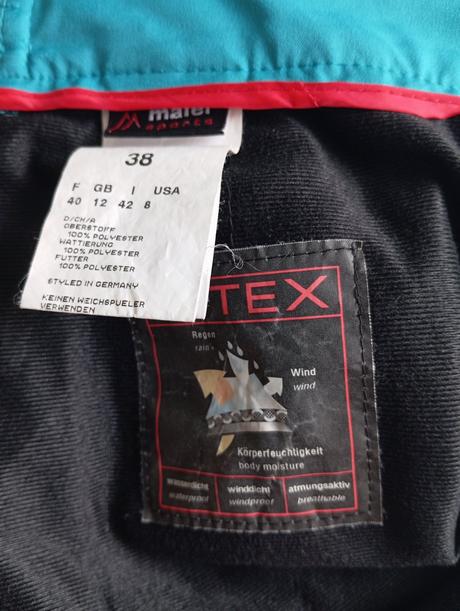 maier
sports
38
F GB I USA
40 12 42 8
D/CH/A
OBERSTOFF
100% POLYESTER
WATTIERUNG
100% POLYESTER
FUTTER
100% POLYESTER
STYLED IN GERMANY
KEINEN WEICHSPUELER
VERWENDEN
TEX
Regen
rain
Wind
wind
Körperfeuchtigkeit
body moisture
wasserdicht winddicht atmungsaktiv
waterproof windproof breathable